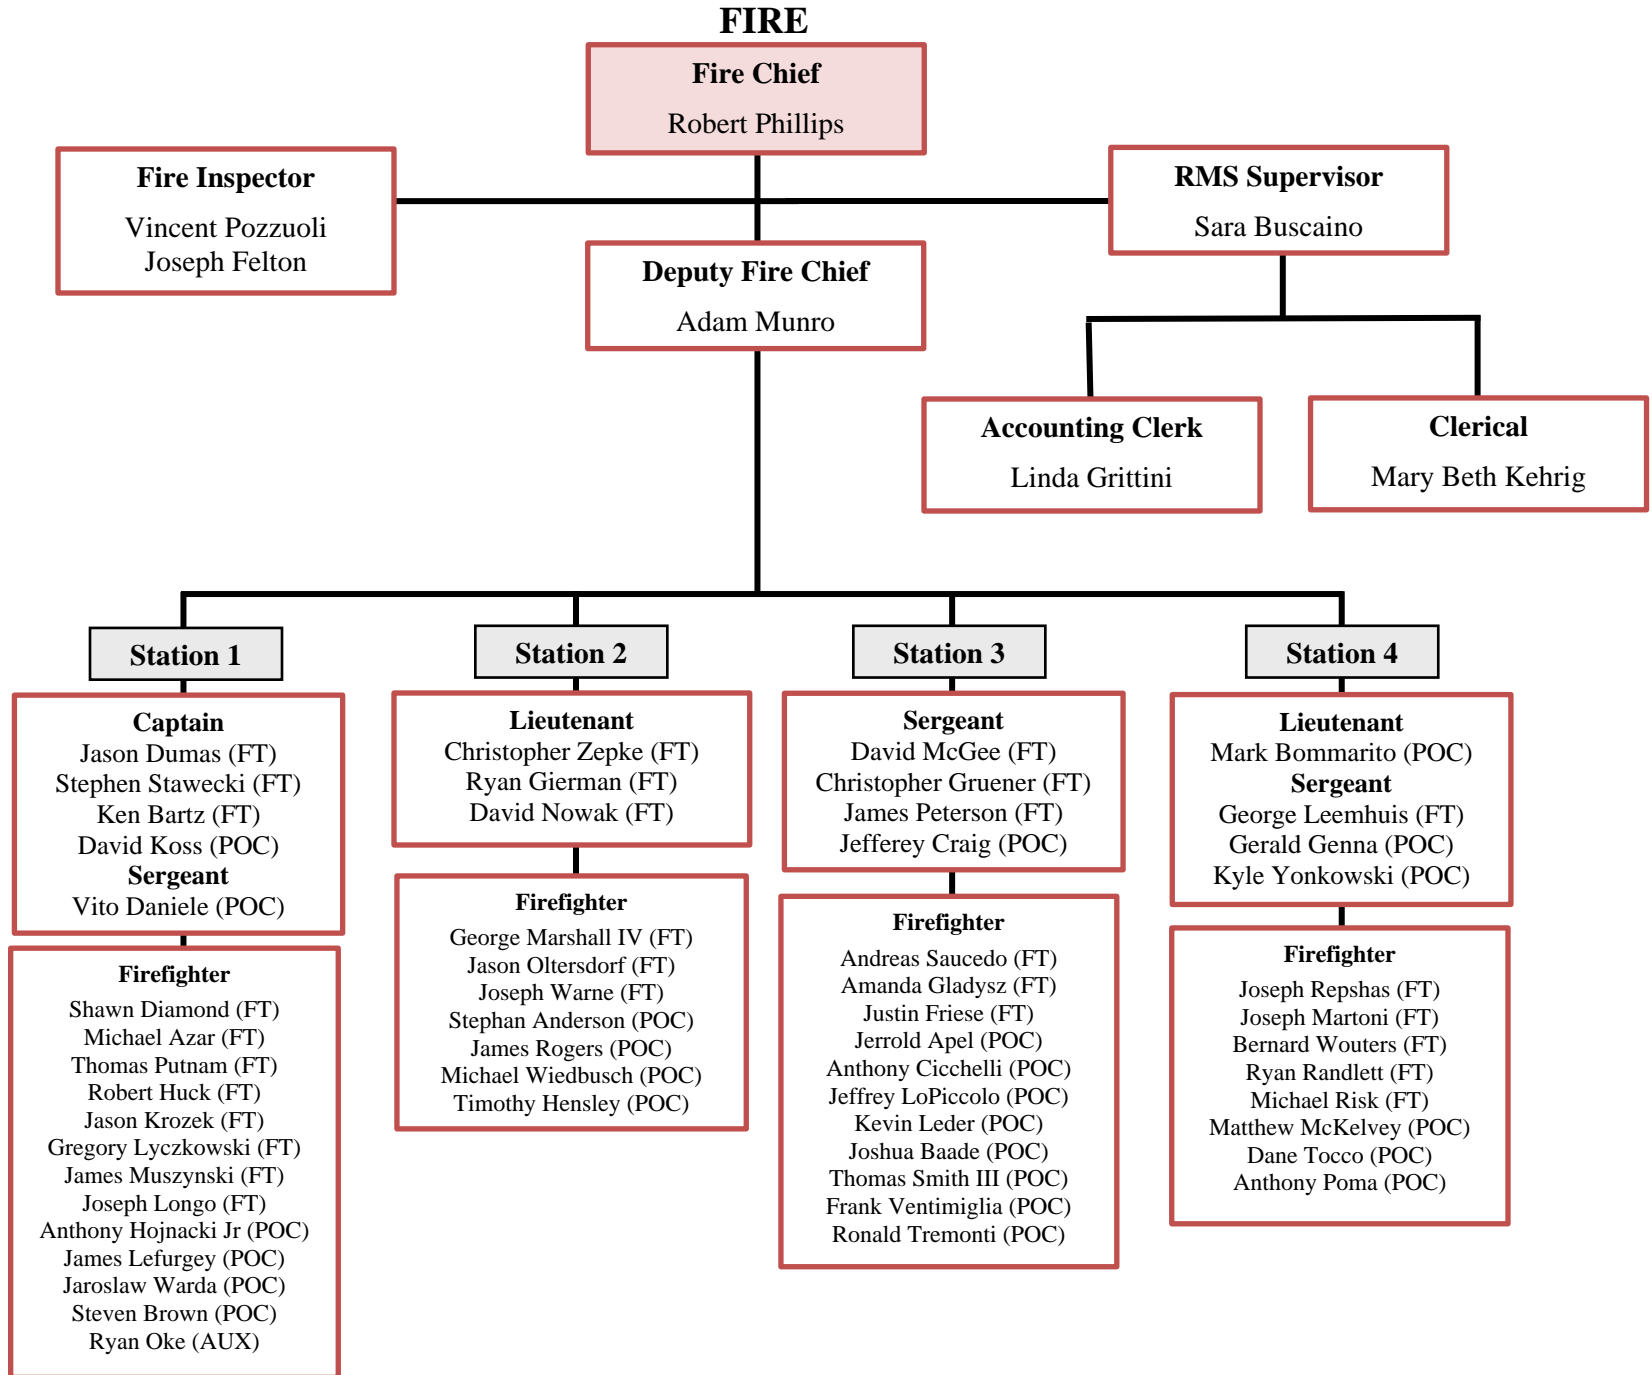 FIRE
Fire Chief
Robert Phillips
Fire Inspector
Vincent Pozzuoli
Joseph Felton
RMS Supervisor
Sara Buscaino
Deputy Fire Chief
Adam Munro
Accounting Clerk
Linda Grittini
Clerical
Mary Beth Kehrig
Station 1
Captain
Jason Dumas (FT)
Stephen Stawecki (FT)
Ken Bartz (FT)
David Koss (POC)
Sergeant
Vito Daniele (POC)
Firefighter
Shawn Diamond (FT)
Michael Azar (FT)
Thomas Putnam (FT)
Robert Huck (FT)
Jason Krozek (FT)
Gregory Lyczkowski (FT)
James Muszynski (FT)
Joseph Longo (FT)
Anthony Hojnacki Jr (POC)
James Lefurgey (POC)
Jaroslaw Warda (POC)
Steven Brown (POC)
Ryan Oke (AUX)
Station 2
Lieutenant
Christopher Zepke (FT)
Ryan Gierman (FT)
David Nowak (FT)
Firefighter
George Marshall IV (FT)
Jason Oltersdorf (FT)
Joseph Warne (FT)
Stephan Anderson (POC)
James Rogers (POC)
Michael Wiedbusch (POC)
Timothy Hensley (POC)
Station 3
Sergeant
David McGee (FT)
Christopher Gruener (FT)
James Peterson (FT)
Jefferey Craig (POC)
Firefighter
Andreas Saucedo (FT)
Amanda Gladysz (FT)
Justin Friese (FT)
Jerrold Apel (POC)
Anthony Cicchelli (POC)
Jeffrey LoPiccolo (POC)
Kevin Leder (POC)
Joshua Baade (POC)
Thomas Smith III (POC)
Frank Ventimiglia (POC)
Ronald Tremonti (POC)
Station 4
Lieutenant
Mark Bommarito (POC)
Sergeant
George Leemhuis (FT)
Gerald Genna (POC)
Kyle Yonkowski (POC)
Firefighter
Joseph Repshas (FT)
Joseph Martoni (FT)
Bernard Wouters (FT)
Ryan Randlett (FT)
Michael Risk (FT)
Matthew McKelvey (POC)
Dane Tocco (POC)
Anthony Poma (POC)